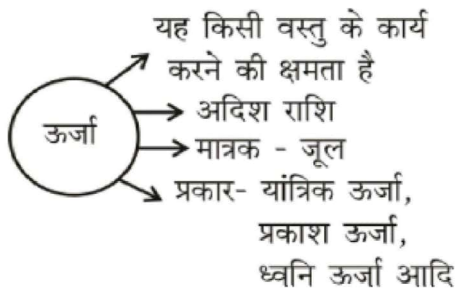 यह किसी वस्तु के कार्य
करने की क्षमता है
ऊर्जा
अदिश राशि
मात्रक - जूल
प्रकार- यांत्रिक ऊर्जा,
प्रकाश ऊर्जा,
ध्वनि ऊर्जा आदि